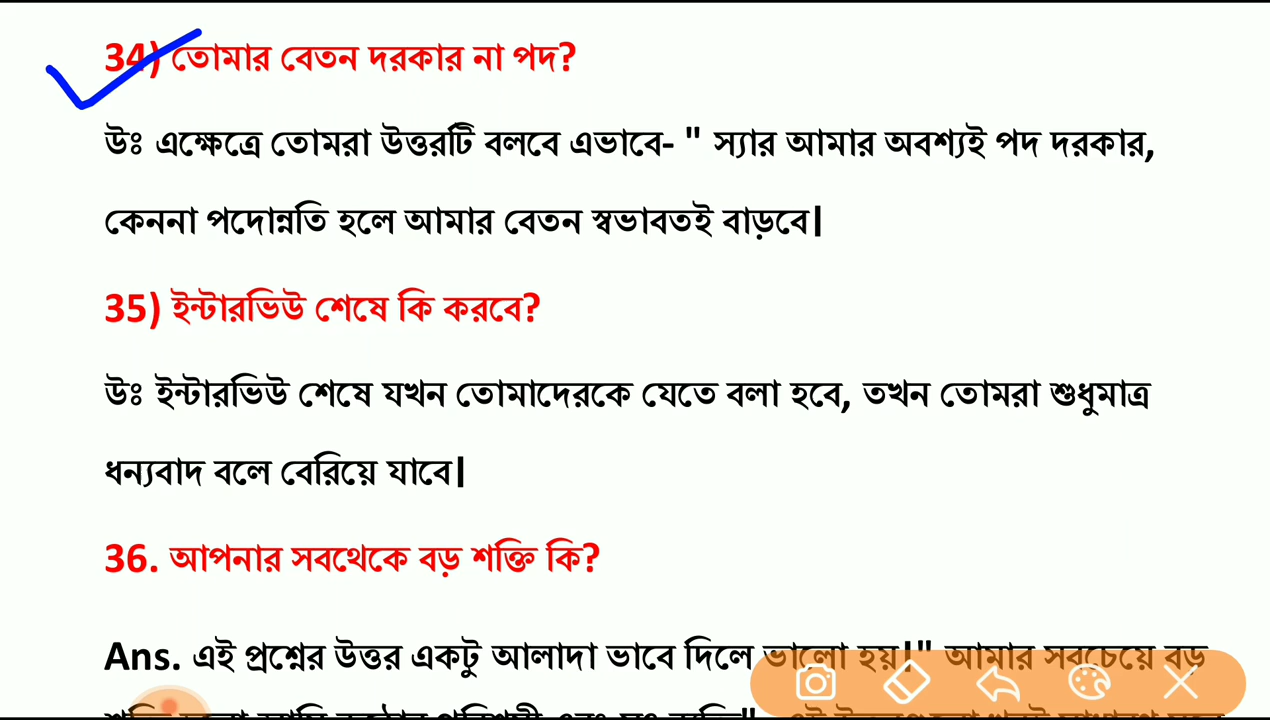 34) তোমার বেতন দরকার না পদ?
উঃ এক্ষেত্রে তোমরা উত্তরটি বলবে এভাবে- " স্যার আমার অবশ্যই পদ দরকার,
কেননা পদোন্নতি হলে আমার বেতন স্বভাবতই বাড়বে।
35) ইন্টারভিউ শেষে কি করবে?
উঃ ইন্টারভিউ শেষে যখন তোমাদেরকে যেতে বলা হবে, তখন তোমরা শুধুমাত্র
ধন্যবাদ বলে বেরিয়ে যাবে।
36. আপনার সবথেকে বড় শক্তি কি?
Ans. এই প্রশ্নের উত্তর একটু আলাদা ভাবে দিলে ভালো হয়।" আমার সবচেয়ে বড়